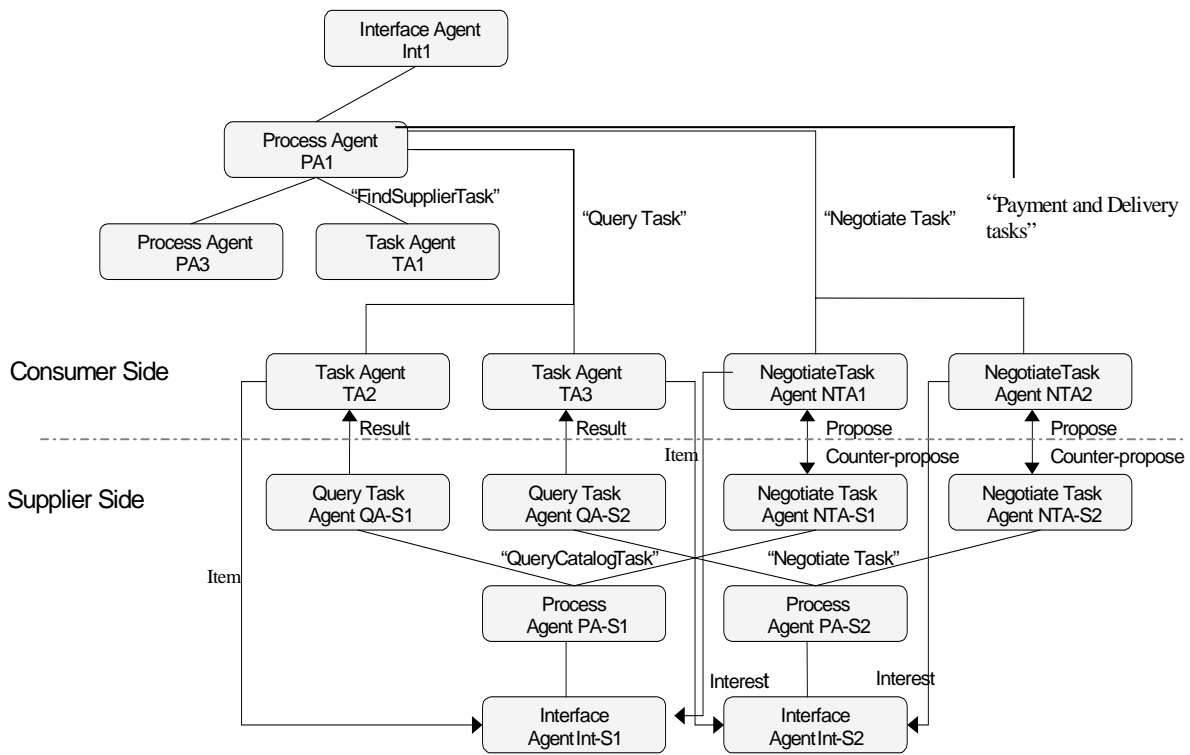 Interface Agent
Int1
Process Agent
PA1
“FindSupplierTask”
“Query Task”
“Negotiate Task”
“Payment and Delivery
tasks”
Process Agent
PA3
Task Agent
TA1
Consumer Side
Task Agent
TA2
Task Agent
TA3
NegotiateTask
Agent NTA1
NegotiateTask
Agent NTA2
Result
Result
Item
Propose
Counter-propose
Propose
Counter-propose
Supplier Side
Query Task
Agent QA-S1
Query Task
Agent QA-S2
Negotiate Task
Agent NTA-S1
Negotiate Task
Agent NTA-S2
Item
“QueryCatalogTask”
“Negotiate Task”
Process
Agent PA-S1
Process
Agent PA-S2
Interest
Interest
Interface
AgentInt-S1
Interface
AgentInt-S2